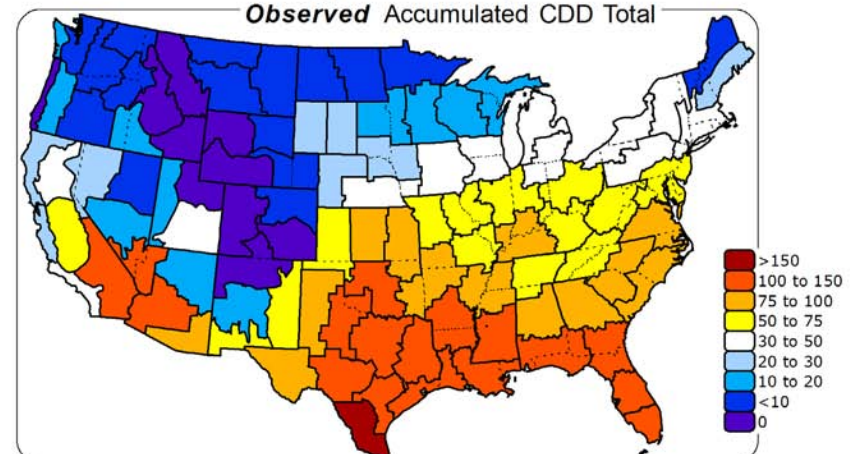 Observed Accumulated CDD Total
>150
100 to 150
75 to 100
50 to 75
30 to 50
20 to 30
10 to 20
<10
0